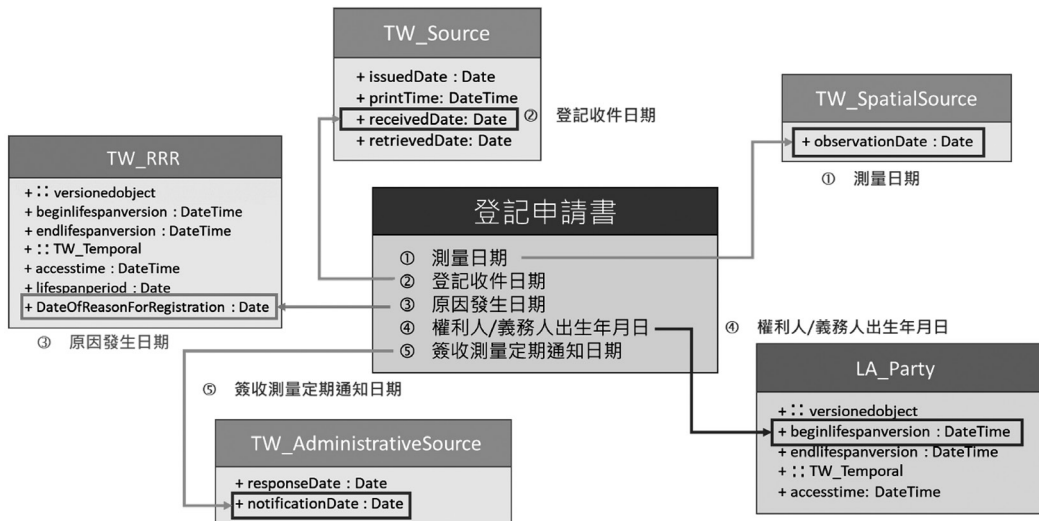 TW_Source
+ issuedDate : Date
+ printTime: DateTime
+ receivedDate: Date
+ retrievedDate: Date
② 登記收件日期
TW_SpatialSource
+ observationDate : Date
① 測量日期
TW_RRR
+ :: versionedobject
+ beginlifespanversion : DateTime
+ endlifespanversion : DateTime
+ :: TW_Temporal
+ accesstime : DateTime
+ lifespanperiod : Date
+ DateOfReasonForRegistration : Date
③ 原因發生日期
登記申請書
① 測量日期
② 登記收件日期
③ 原因發生日期
④ 權利人/義務人出生年月日
⑤ 簽收測量定期通知日期
④ 權利人/義務人出生年月日
LA_Party
+ :: versionedobject
+ beginlifespanversion : DateTime
+ endlifespanversion : DateTime
+ :: TW_Temporal
+ accesstime: DateTime
⑤ 簽收測量定期通知日期
TW_AdministrativeSource
+ responseDate : Date
+ notificationDate : Date